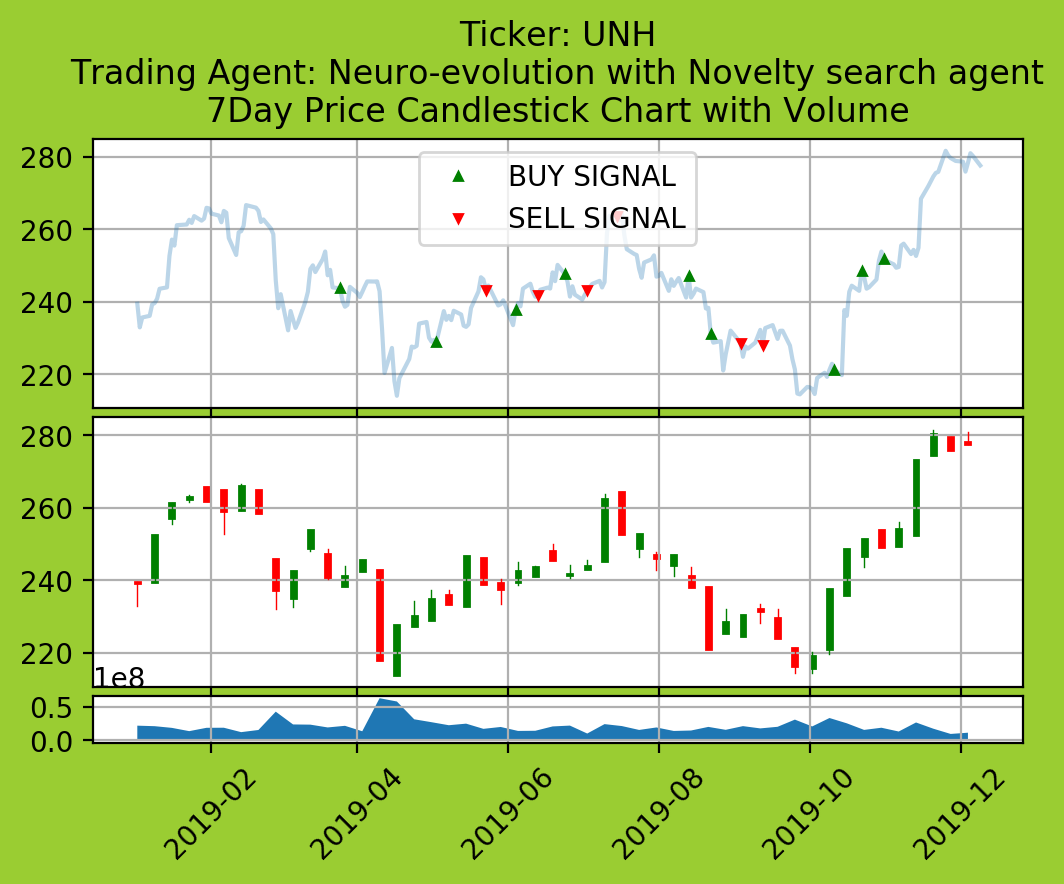 Ticker: UNH
Trading Agent: Neuro-evolution with Novelty search agent
7Day Price Candlestick Chart with Volume
280
260
240
220
BUY SIGNAL
SELL SIGNAL
280
260
240
220
1e8
0.5
0.0
2019-02
2019-04
2019-06
2019-08
2019-10
2019-12